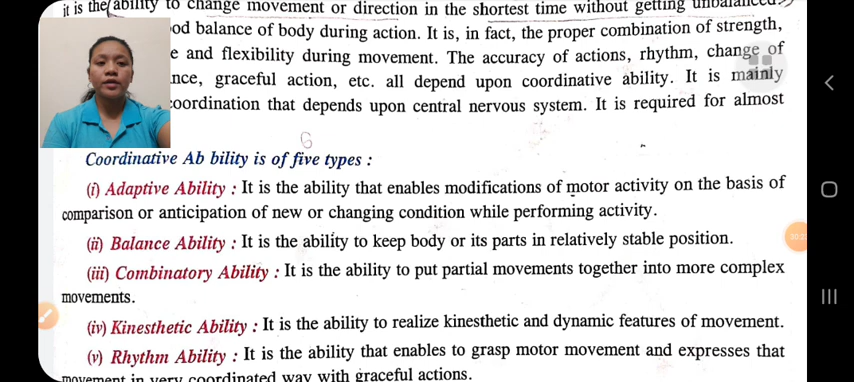 it is the ability to change movement or direction in the shortest time without getting unbalanced
ood balance of body during action. It is, in fact, the proper combination of strength,
e and flexibility during movement. The accuracy of actions, rhythm, change of
nce, graceful action, etc. all depend upon coordinative ability. It is mainly
coordination that depends upon central nervous system. It is required for almost
6
Coordinative Ab bility is of five types :
(i) Adaptive Ability : It is the ability that enables modifications of motor activity on the basis of
comparison or anticipation of new or changing condition while performing activity.
(ii) Balance Ability : It is the ability to keep body or its parts in relatively stable position.
(iii) Combinatory Ability : It is the ability to put partial movements together into more complex
movements.
(iv) Kinesthetic Ability : It is the ability to realize kinesthetic and dynamic features of movement.
(v) Rhythm Ability : It is the ability that enables to grasp motor movement and expresses that
movement in very coordinated way with graceful actions.